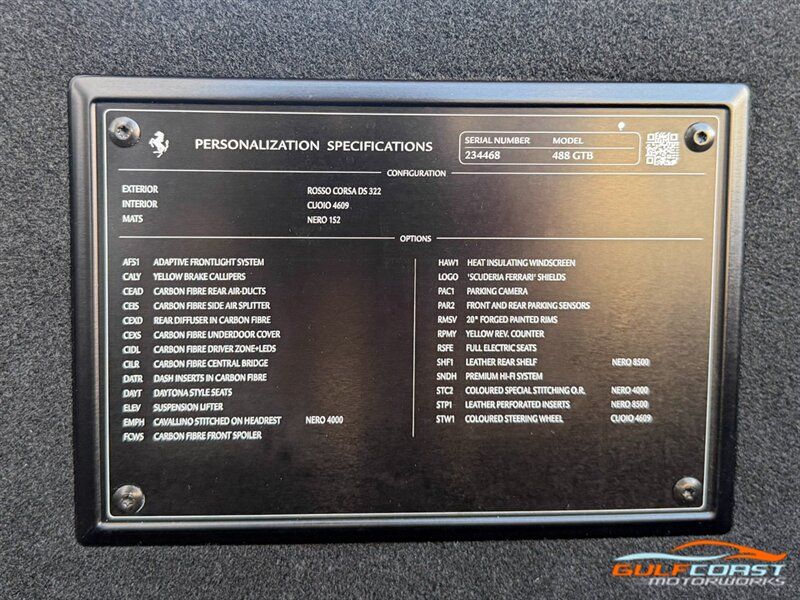 PERSONALIZATION SPECIFICATIONS
SERIAL NUMBER MODEL
234468 488 GTB
CONFIGURATION
EXTERIOR ROSSO CORSA DS 322
INTERIOR CUOIO 4609
MATS NERO 152
OPTIONS
AFS1 ADAPTIVE FRONTLIGHT SYSTEM
CALY YELLOW BRAKE CALLIPERS
CEAD CARBON FIBRE REAR AIR-DUCTS
CEIS CARBON FIBRE SIDE AIR SPLITTER
CEXD REAR DIFFUSER IN CARBON FIBRE
CEXS CARBON FIBRE UNDERDOOR COVER
CIDL CARBON FIBRE DRIVER ZONE+LEDS
CILR CARBON FIBRE CENTRAL BRIDGE
DATR DASH INSERTS IN CARBON FIBRE
DAYT DAYTONA STYLE SEATS
ELEV SUSPENSION LIFTER
EMPH CAVALLINO STITCHED ON HEADREST NERO 4000
FCWS CARBON FIBRE FRONT SPOILER
HAW1 HEAT INSULATING WINDSCREEN
LOGO 'SCUDERIA FERRARI' SHIELDS
PAC1 PARKING CAMERA
PAR2 FRONT AND REAR PARKING SENSORS
RMSV 20" FORGED PAINTED RIMS
RPMY YELLOW REV. COUNTER
RSFE FULL ELECTRIC SEATS
SHF1 LEATHER REAR SHELF NERO 8500
SNDH PREMIUM HI-FI SYSTEM
STC2 COLOURED SPECIAL STITCHING O.R. NERO 4000
STP1 LEATHER PERFORATED INSERTS NERO 8500
STW1 COLOURED STEERING WHEEL CUOIO 4609
GULFCOAST
MOTORWORKS